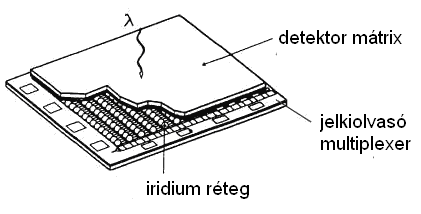 λ
detektor mátrix
jelkiolvasó
multiplexer
iridium réteg